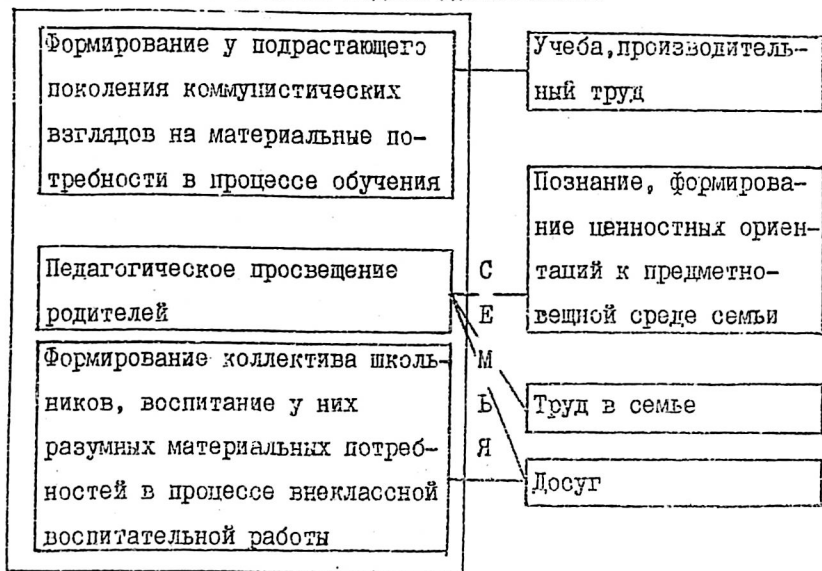 Формирование у подрастающего
поколения коммунистических
взглядов на материальные по-
требности в процессе обучения
Педагогическое просвещение
родителей
Формирование коллектива школь-
ников, воспитание у них
разумных материальных потреб-
ностей в процессе внеклассной
воспитательной работы
С
Е
М
Ь
Я
Учеба, производитель-
ный труд
Познание, формирова-
ние ценностных ориен-
таций к предметно-
вещной среде семьи
Труд в семье
Досуг